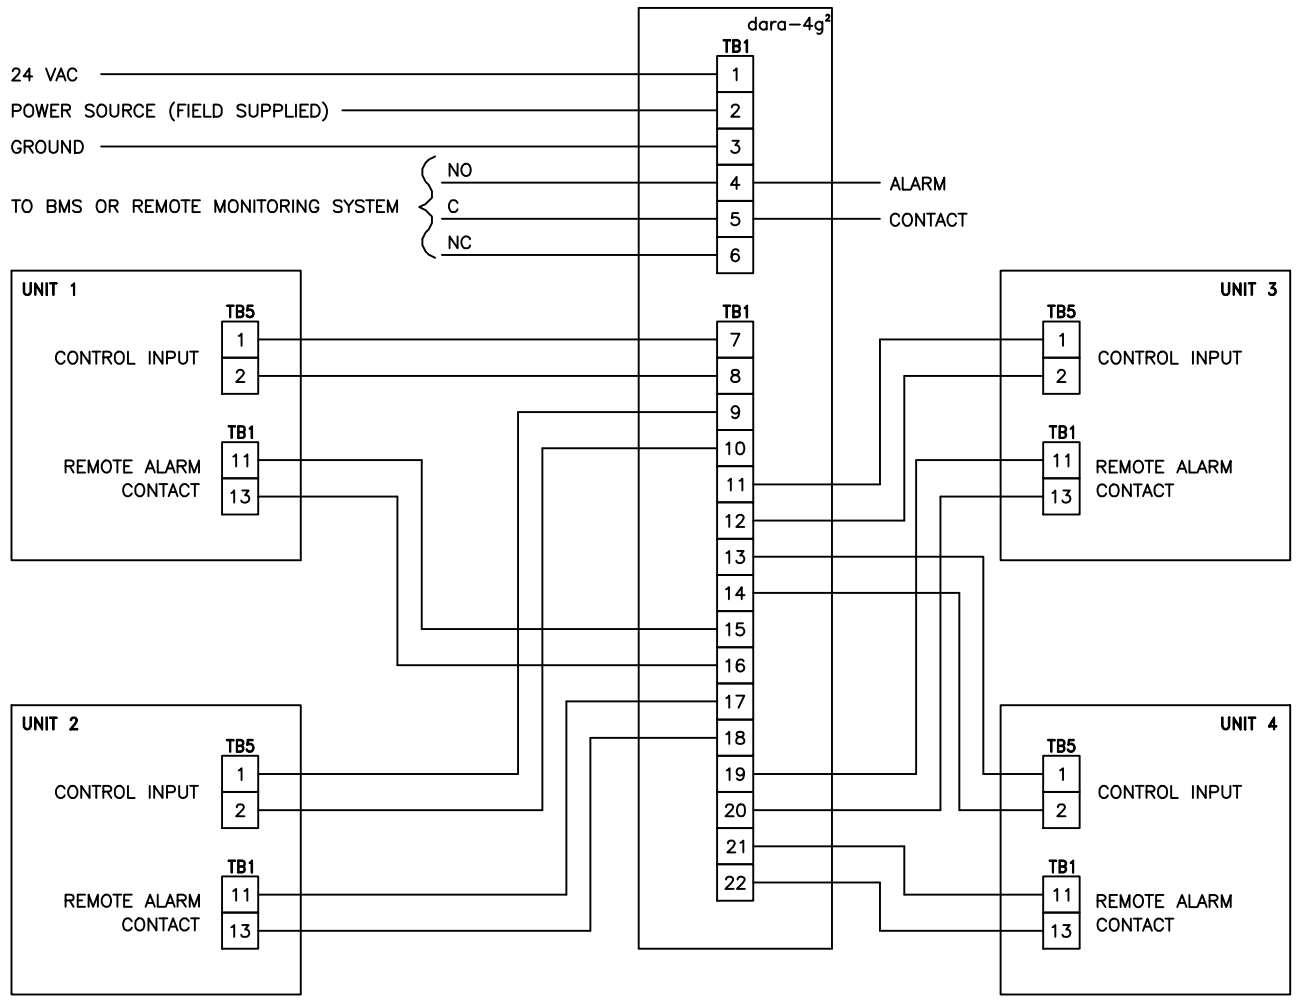 dara-4g²
TB1
24 VAC
1
POWER SOURCE (FIELD SUPPLIED)
2
GROUND
3
TO BMS OR REMOTE MONITORING SYSTEM
NO
4
ALARM
C
5
CONTACT
NC
6
UNIT 1
TB5
1
CONTROL INPUT
2
TB1
11
REMOTE ALARM
CONTACT
13
UNIT 2
TB5
1
CONTROL INPUT
2
TB1
11
REMOTE ALARM
CONTACT
13
TB1
7
8
9
10
11
12
13
14
15
16
17
18
19
20
21
22
UNIT 3
TB5
1
CONTROL INPUT
2
TB1
11
REMOTE ALARM
13
CONTACT
UNIT 4
TB5
1
CONTROL INPUT
2
TB1
11
REMOTE ALARM
13
CONTACT